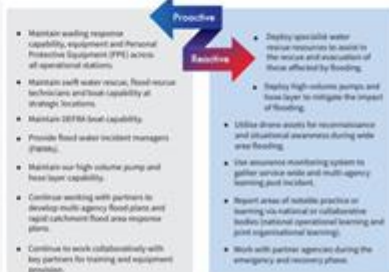 Proactive
Reactive
Maintain wading response
capability, equipment and Personal
Protective Equipment (PPE) across
all operational stations.
Maintain swift water rescue, flood rescue
technicians and boat capability at
strategic locations.
Maintain DEFRA boat capability.
Provide flood water incident managers
Maintain our high volume pump and
hose layer capability.
Continue working with partners to
develop multi-agency flood plans and
rapid catchment flood area response
plans.
Continue to work collaboratively with
key partners for training and equipment
provision.
Deploy specialist water
rescue resources to assist in
the rescue and evacuation of
those affected by flooding.
Deploy high volume pumps and
hose layer to mitigate the impact
of flooding.
Utilise drone assets for reconnaissance
and situational awareness during wide
area flooding.
Use assurance monitoring system to
gather service wide and multi-agency
learning post incident.
Report areas of notable practice or
learning via national or collaborative
bodies (national operational learning and
joint organisational learning).
Work with partner agencies during the
emergency and recovery phase.